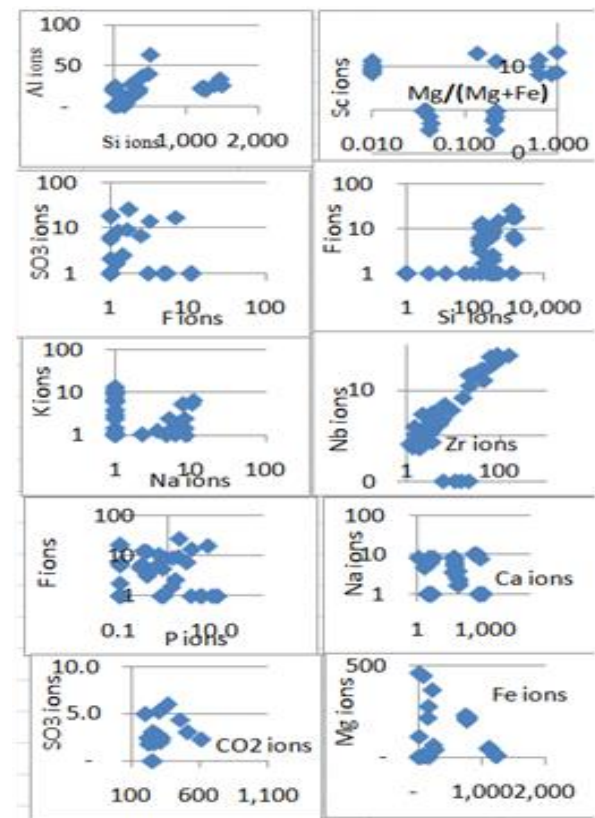 100
50
-
Al ions
Si ions 1,000 2,000
10
Sc ions
Mg/(Mg+Fe)
0.010 0.100 1.000
0
100
10
1
SO3 ions
1 10 100
F ions
100
10
1
F ions
1 100 10,000
Si ions
100
10
1
K ions
1 10 100
Na ions
10
0
Nb ions
Zr ions
1 100
100
10
1
F ions
0.1 10.0
P ions
100
10
1
Na ions
Ca ions
1 1,000
10.0
5.0
-
SO3 ions
CO2 ions
100 600 1,100
500
-
Mg ions
Fe ions
- 1,000 2,000